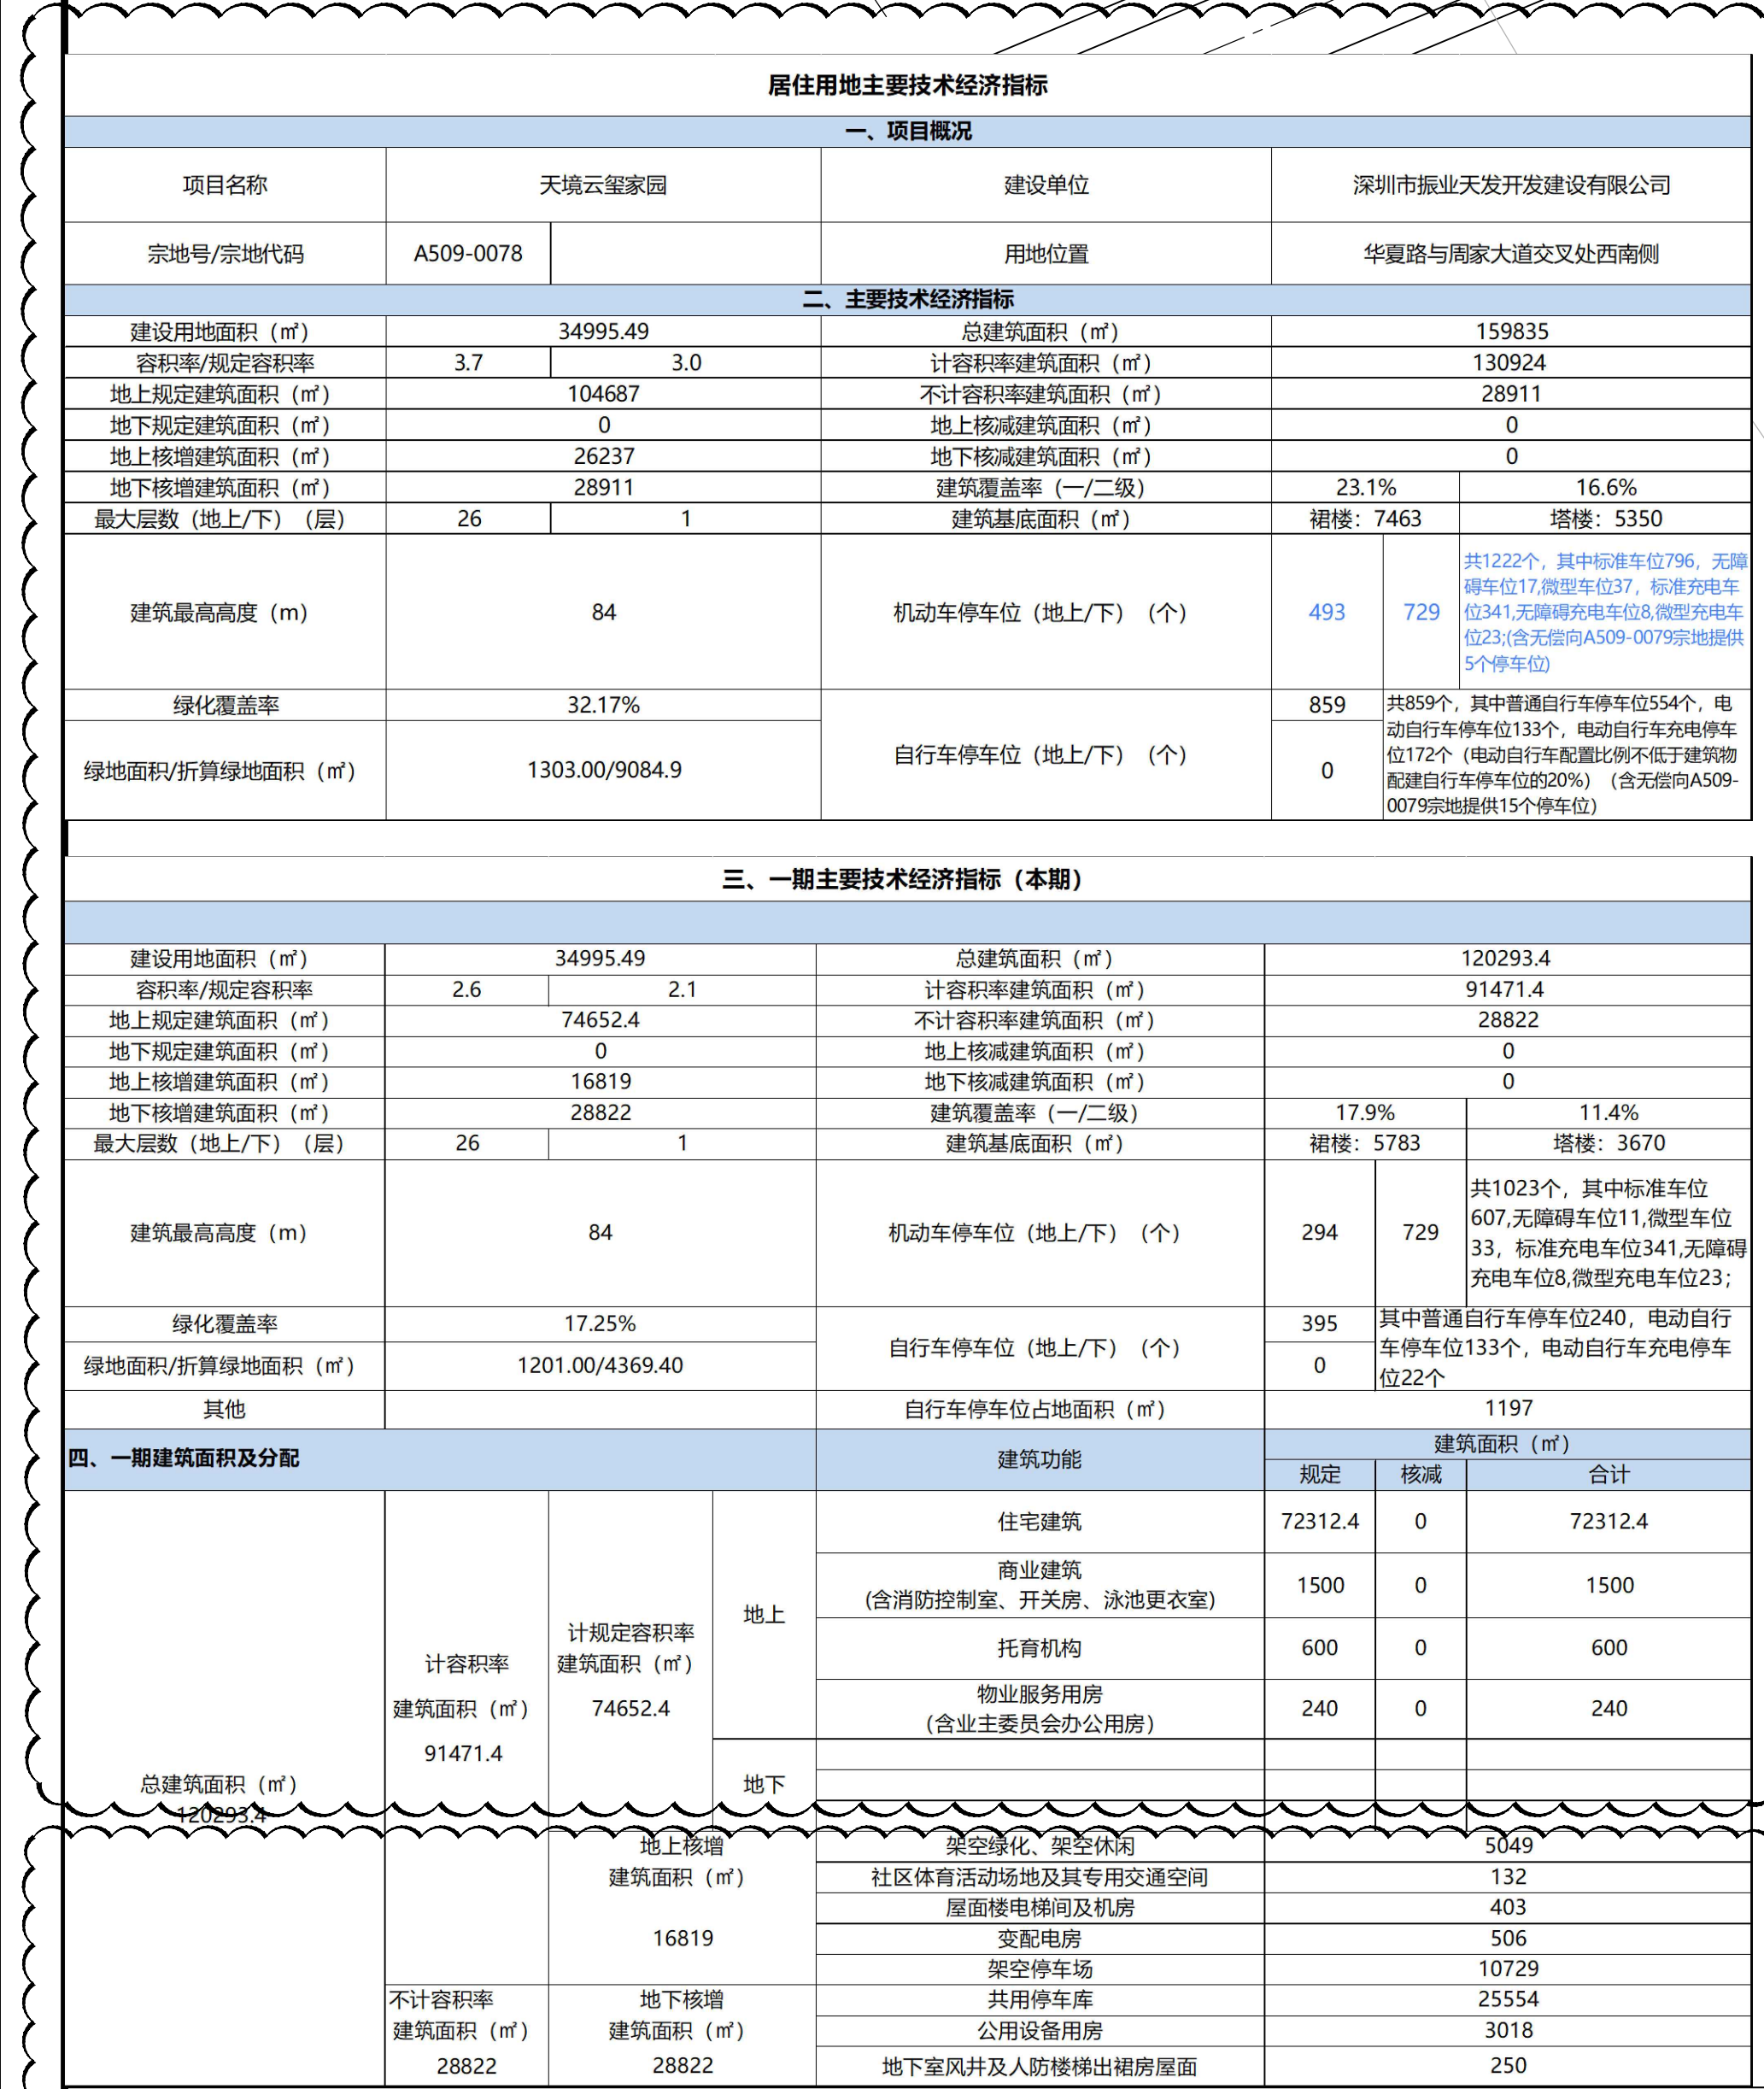 居住用地主要技术经济指标
一、项目概况
项目名称 天境云玺家园 建设单位 深圳市振业天发开发建设有限公司
宗地号/宗地代码 A509-0078 用地位置 华夏路与周家大道交叉处西南侧
二、主要技术经济指标
建设用地面积（㎡） 34995.49 总建筑面积（㎡） 159835
容积率/规定容积率 3.7 3.0 计容积率建筑面积（㎡） 130924
地上规定建筑面积（㎡） 104687 不计容积率建筑面积（㎡） 28911
地下规定建筑面积（㎡） 0 地上核减建筑面积（㎡） 0
地上核增建筑面积（㎡） 26237 地下核减建筑面积（㎡） 0
地下核增建筑面积（㎡） 28911 建筑覆盖率（一/二级） 23.1% 16.6%
最大层数（地上/下）（层） 26 1 建筑基底面积（㎡） 裙楼：7463 塔楼：5350
建筑最高高度（m） 84 机动车停车位（地上/下）（个） 493 729
共1222个，其中标准车位796，无障
碍车位17,微型车位37，标准充电车
位341,无障碍充电车位8,微型充电车
位23;(含无偿向A509-0079宗地提供
5个停车位)
绿化覆盖率 32.17%
绿地面积/折算绿地面积（㎡） 1303.00/9084.9
自行车停车位（地上/下）（个） 859
0
共859个，其中普通自行车停车位554个，电
动自行车停车位133个，电动自行车充电停车
位172个（电动自行车配置比例不低于建筑物
配建自行车停车位的20%）（含无偿向A509-
0079宗地提供15个停车位）
三、一期主要技术经济指标（本期）
建设用地面积（㎡） 34995.49 总建筑面积（㎡） 120293.4
容积率/规定容积率 2.6 2.1 计容积率建筑面积（㎡） 91471.4
地上规定建筑面积（㎡） 74652.4 不计容积率建筑面积（㎡） 28822
地下规定建筑面积（㎡） 0 地上核减建筑面积（㎡） 0
地上核增建筑面积（㎡） 16819 地下核减建筑面积（㎡） 0
地下核增建筑面积（㎡） 28822 建筑覆盖率（一/二级） 17.9% 11.4%
最大层数（地上/下）（层） 26 1 建筑基底面积（㎡） 裙楼：5783 塔楼：3670
建筑最高高度（m） 84 机动车停车位（地上/下）（个） 294 729
共1023个，其中标准车位
607,无障碍车位11,微型车位
33，标准充电车位341,无障碍
充电车位8,微型充电车位23；
绿化覆盖率 17.25%
绿地面积/折算绿地面积（㎡） 1201.00/4369.40
自行车停车位（地上/下）（个） 395
0
其中普通自行车停车位240，电动自行
车停车位133个，电动自行车充电停车
位22个
其他 自行车停车位占地面积（㎡） 1197
四、一期建筑面积及分配 建筑功能 建筑面积（㎡）
规定 核减 合计
总建筑面积（㎡）
120293.4
计容积率
建筑面积（㎡）
91471.4
计规定容积率
建筑面积（㎡）
74652.4
地上
住宅建筑 72312.4 0 72312.4
商业建筑
(含消防控制室、开关房、泳池更衣室) 1500 0 1500
托育机构 600 0 600
物业服务用房
（含业主委员会办公用房） 240 0 240
地下
地上核增
建筑面积（㎡）
16819
架空绿化、架空休闲 5049
社区体育活动场地及其专用交通空间 132
屋面楼电梯间及机房 403
变配电房 506
架空停车场 10729
不计容积率
建筑面积（㎡）
28822
地下核增
建筑面积（㎡）
28822
共用停车库 25554
公用设备用房 3018
地下室风井及人防楼梯出裙房屋面 250